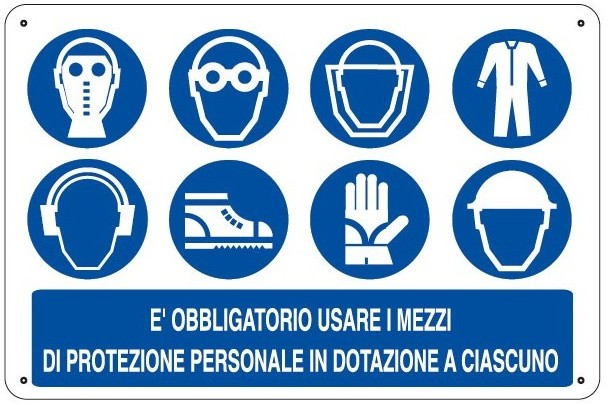 E' OBBLIGATORIO USARE I MEZZI
DI PROTEZIONE PERSONALE IN DOTAZIONE A CIASCUNO